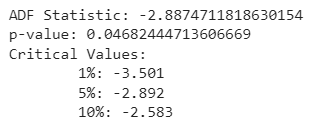 ADF Statistic: -2.8874711818630154
p-value: 0.04682444713606669
Critical Values:
1%: -3.501
5%: -2.892
10%: -2.583